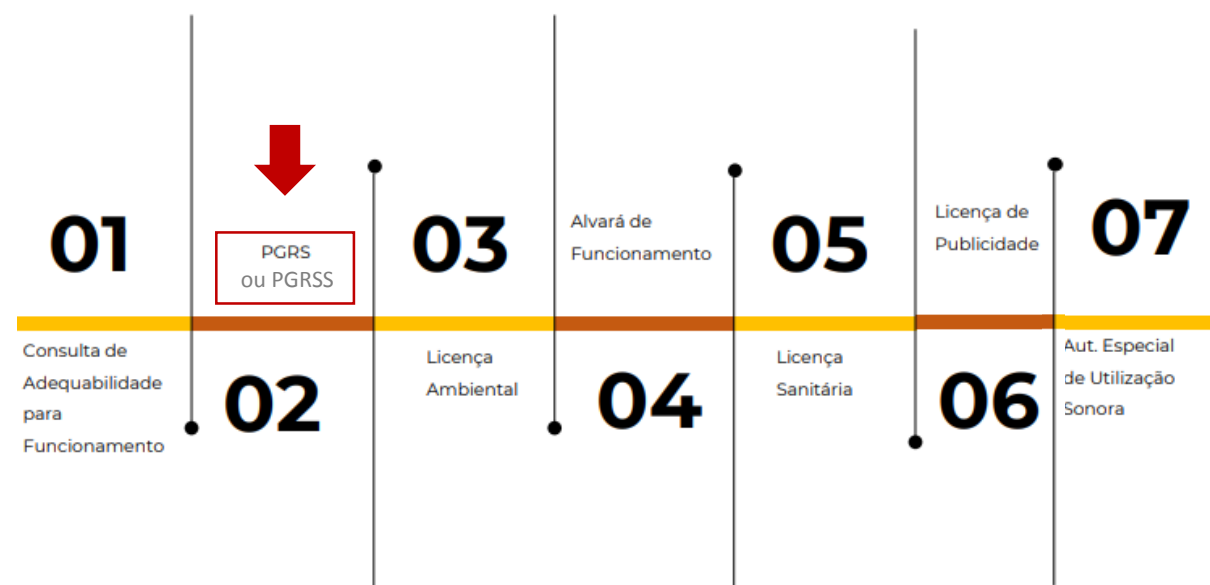 01
Consulta de
Adequabilidade
para
Funcionamento
PGRS
ou PGRSS
02
03
Licença
Ambiental
Alvará de
Funcionamento
04
05
Licença
Sanitária
Licença de
Publicidade
06
07
Aut. Especial
de Utilização
Sonora